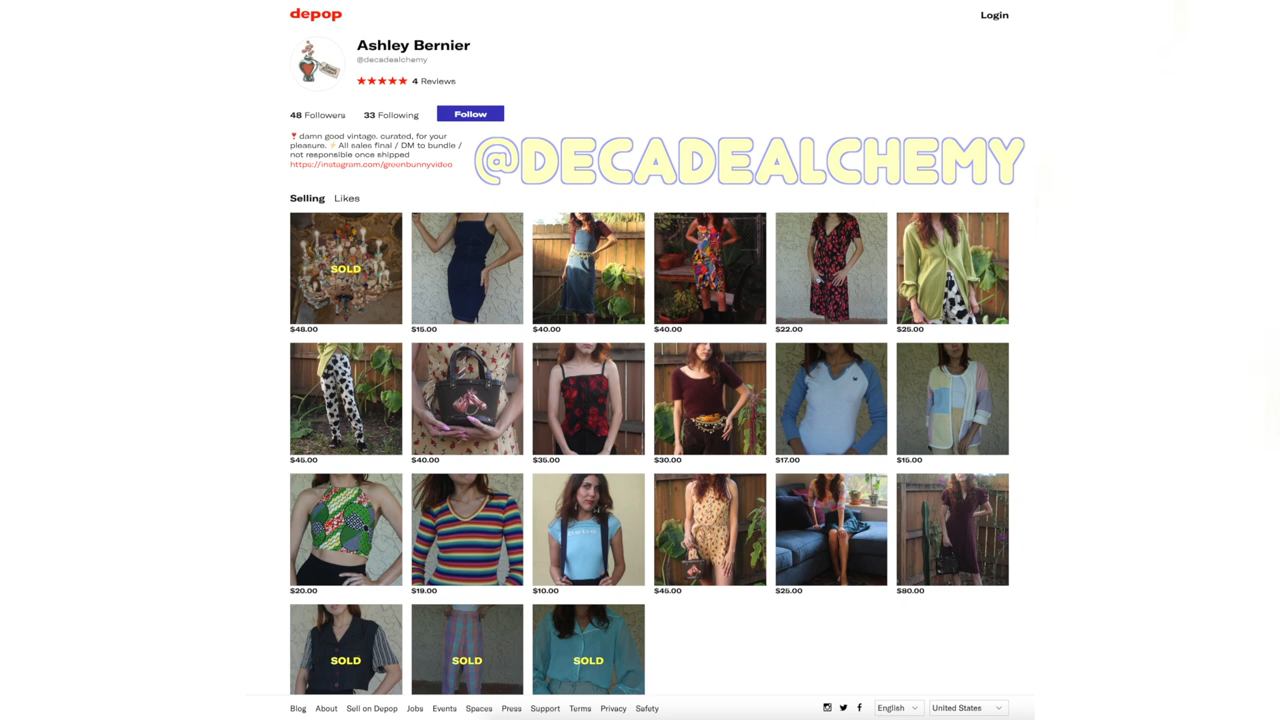 depop
Login
Ashley Bernier
@decadealchemy
4 Reviews
48 Followers
33 Following
Follow
damn good vintage. curated, for your
pleasure. ⚡All sales final / DM to bundle /
not responsible once shipped
https://instagram.com/greenbunnyvideo
@DECADEALCHEMY
Selling
Likes
SOLD
$48.00
$15.00
$40.00
$40.00
$22.00
$25.00
$45.00
$40.00
$35.00
$30.00
$17.00
$15.00
$20.00
$19.00
$10.00
$45.00
$25.00
$80.00
SOLD
SOLD
SOLD
Blog
About
Sell on Depop
Jobs
Events
Spaces
Press
Support
Terms
Privacy
Safety
English
United States